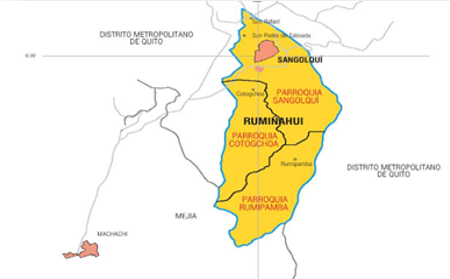 San Rafael
San Pedro de Taboada
DISTRITO METROPOLITANO
DE QUITO
SANGOLQUÍ
Cotogchoa
PARROQUIA
SANGOLQUÍ
RUMIÑAHUI
PARROQUIA
COTOGCHOA
Rumipamba
DISTRITO METROPOLITANO
DE QUITO
PARROQUIA
RUMIPAMBA
MEJIA
MACHACHI